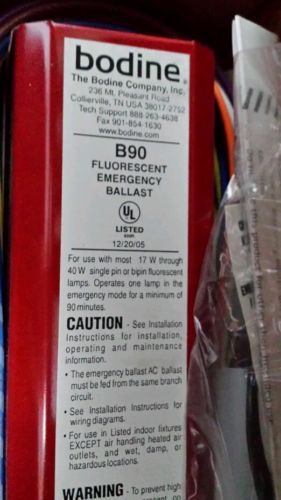 bodine®
The Bodine Company, Inc.
236 Mt. Pleasant Road
Collierville, TN USA 38017-2752
Tech Support 888-263-4638
Fax 901-854-1630
www.bodine.com
B90
FLUORESCENT
EMERGENCY
BALLAST
UL
LISTED
12/20/05
For use with most 17 W through
40 W single pin or bipin fluorescent
lamps. Operates one lamp in the
emergency mode for a minimum of
90 minutes.
CAUTION - See Installation
Instructions for installation,
operating and maintenance
information.
• The emergency ballast AC ballast
must be fed from the same branch
circuit.
• See Installation Instructions for
wiring diagrams.
• For use in Listed indoor fixtures
EXCEPT air handling heated air
outlets, and wet, damp, or
hazardous locations.
WARNING - To prevent high